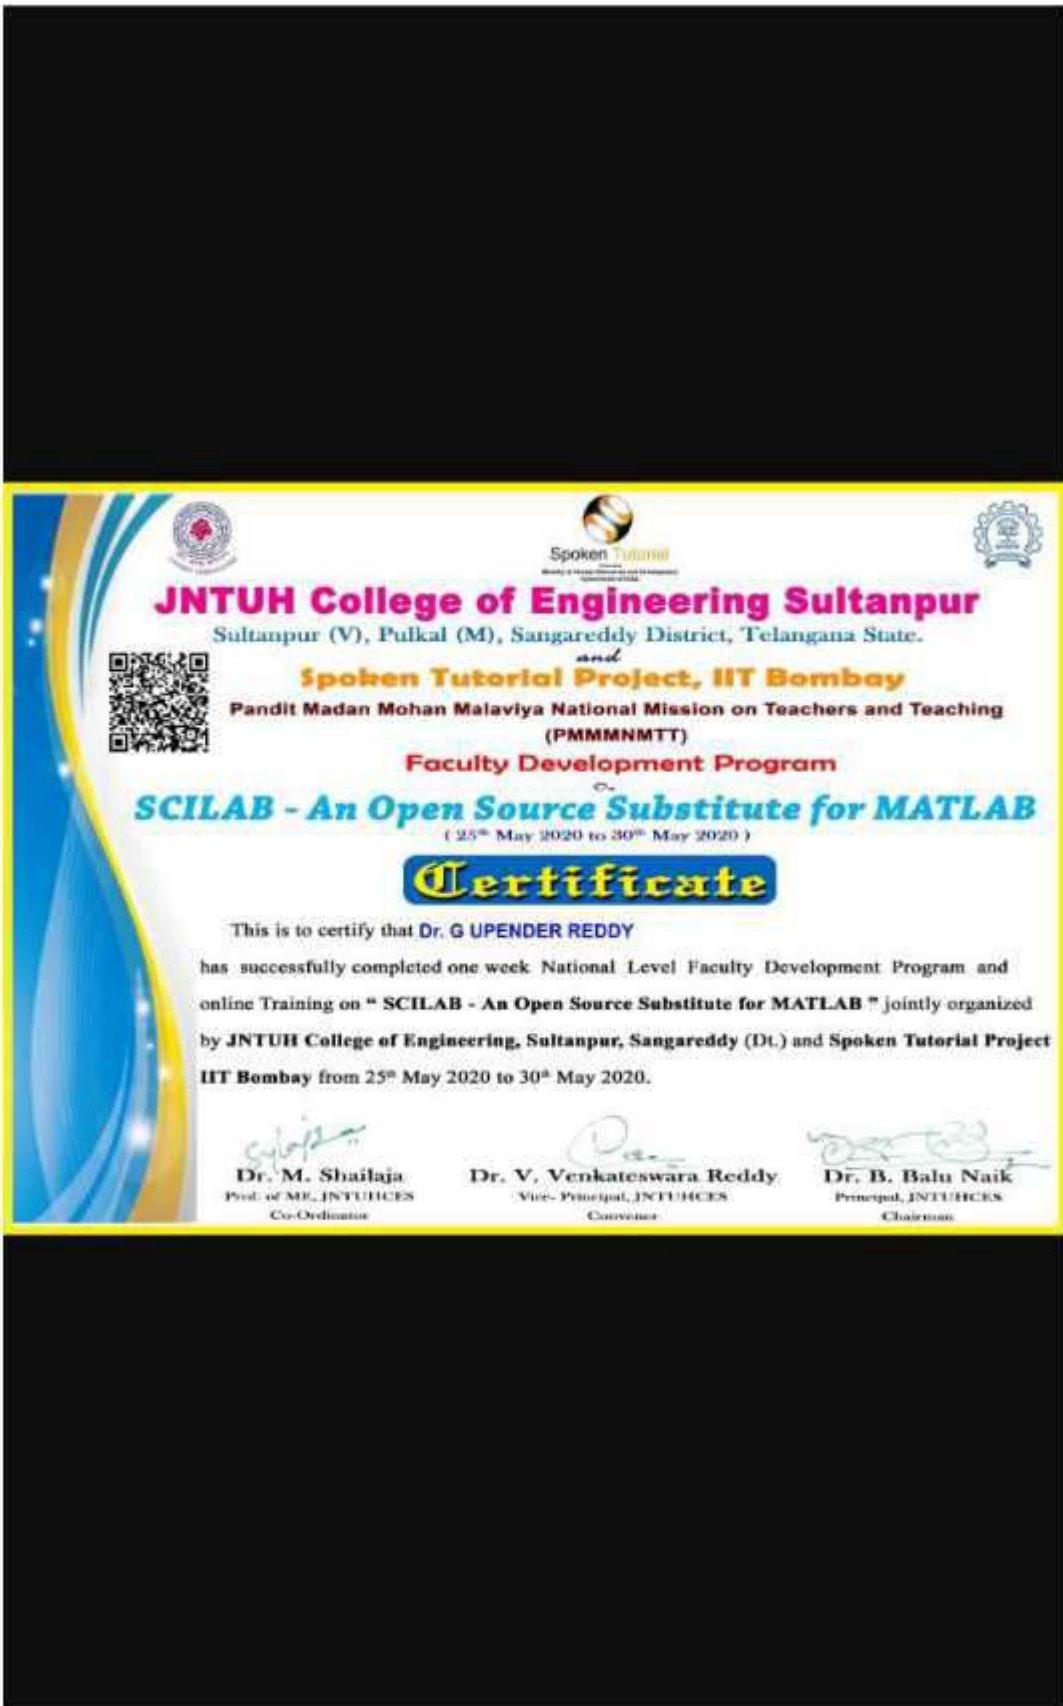 Spoken Tutorial
JNTUH College of Engineering Sultanpur
Sultanpur (V), Pulkal (M), Sangareddy District, Telangana State.
and
Spoken Tutorial Project, IIT Bombay
Pandit Madan Mohan Malaviya National Mission on Teachers and Teaching
(PMMMNMTT)
Faculty Development Program
On
SCILAB - An Open Source Substitute for MATLAB
( 25th May 2020 to 30th May 2020 )
Certificate
This is to certify that Dr. G UPENDER REDDY
has successfully completed one week National Level Faculty Development Program and
online Training on “ SCILAB - An Open Source Substitute for MATLAB ” jointly organized
by JNTUH College of Engineering, Sultanpur, Sangareddy (Dt.) and Spoken Tutorial Project
IIT Bombay from 25th May 2020 to 30th May 2020.
Dr. M. Shailaja Dr. V. Venkateswara Reddy Dr. B. Balu Naik
Prof. of ME, JNTUHCES Vice- Principal, JNTUHCES Principal, JNTUHCES
Co-Ordinator Convener Chairman